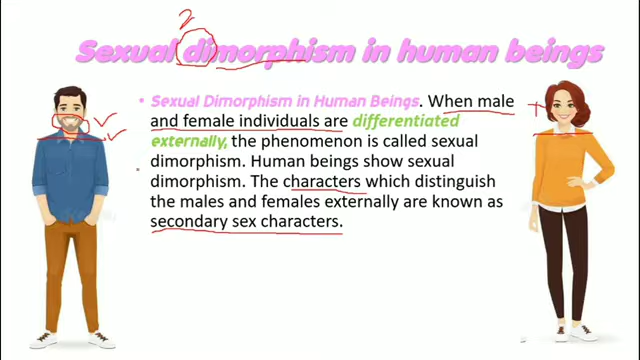 2
Sexual dimorphism in human beings
• Sexual Dimorphism in Human Beings. When male
and female individuals are differentiated
externally, the phenomenon is called sexual
dimorphism. Human beings show sexual
dimorphism. The characters which distinguish
the males and females externally are known as
secondary sex characters.